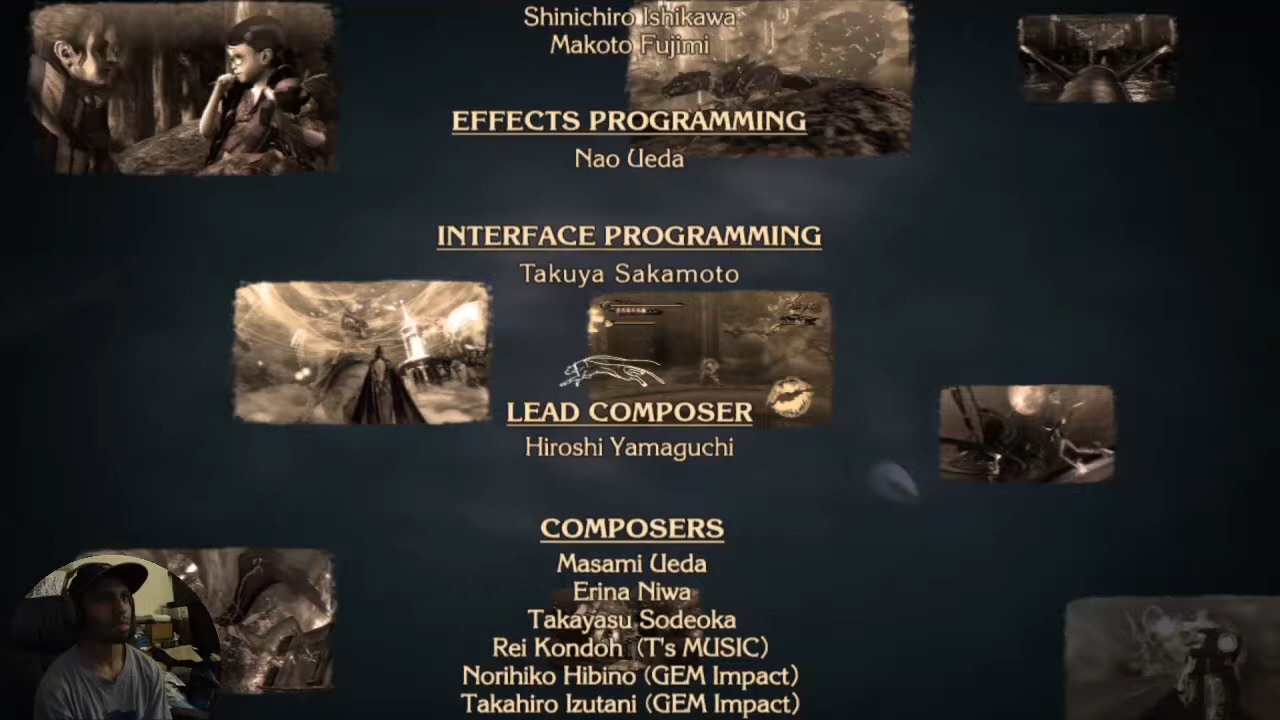 Shinichiro Ishikawa
Makoto Fujimi
EFFECTS PROGRAMMING
Nao Ueda
INTERFACE PROGRAMMING
Takuya Sakamoto
LEAD COMPOSER
Hiroshi Yamaguchi
COMPOSERS
Masami Ueda
Erina Niwa
Takayasu Sodeoka
Rei Kondoh (T's MUSIC)
Norihiko Hibino (GEM Impact)
Takahiro Izutani (GEM Impact)